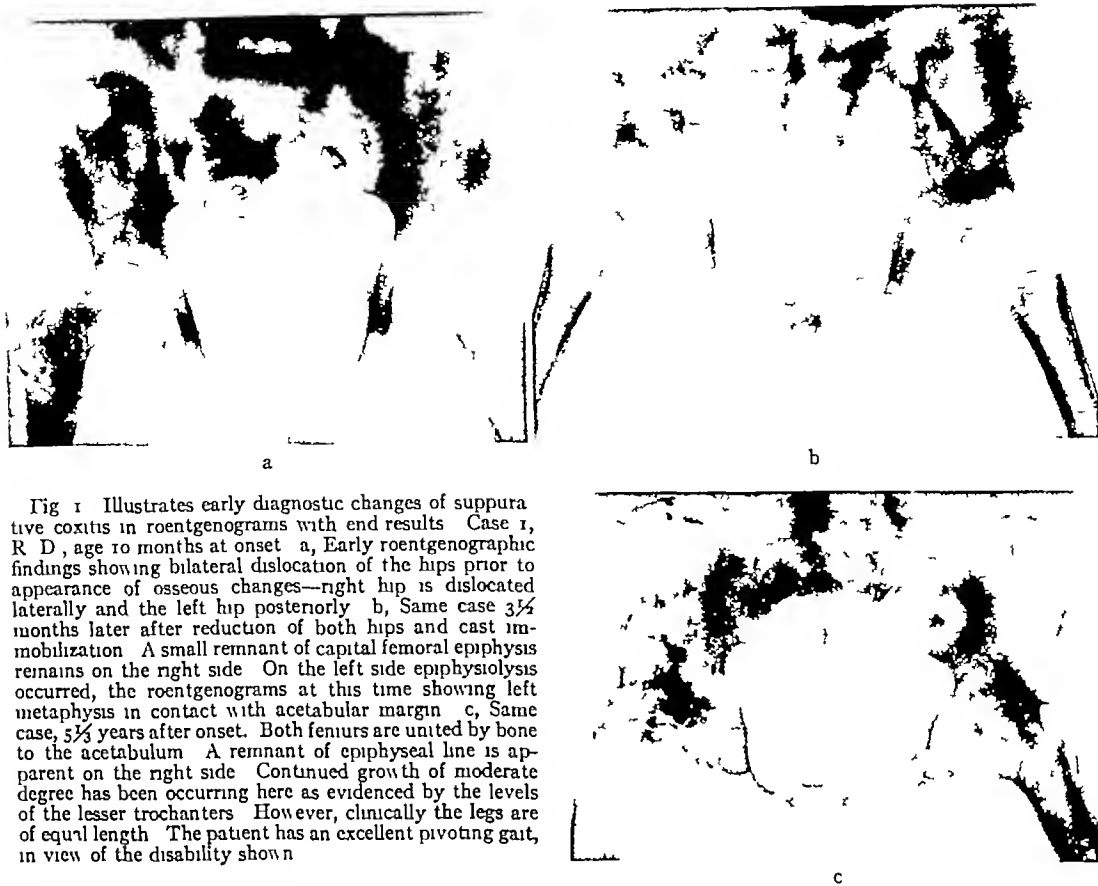 a
b
Fig 1 Illustrates early diagnostic changes of suppura
tive coxitis in roentgenograms with end results Case 1,
R D , age 10 months at onset a, Early roentgenographic
findings showing bilateral dislocation of the hips prior to
appearance of osseous changes—right hip is dislocated
laterally and the left hip posteriorly b, Same case 3½
months later after reduction of both hips and cast im-
mobilization A small remnant of capital femoral epiphysis
remains on the right side On the left side epiphysiolysis
occurred, the roentgenograms at this time showing left
metaphysis in contact with acetabular margin c, Same
case, 5⅓ years after onset. Both femurs are united by bone
to the acetabulum A remnant of epiphyseal line is ap-
parent on the right side Continued growth of moderate
degree has been occurring here as evidenced by the levels
of the lesser trochanters However, clinically the legs are
of equal length The patient has an excellent pivoting gait,
in view of the disability shown
c